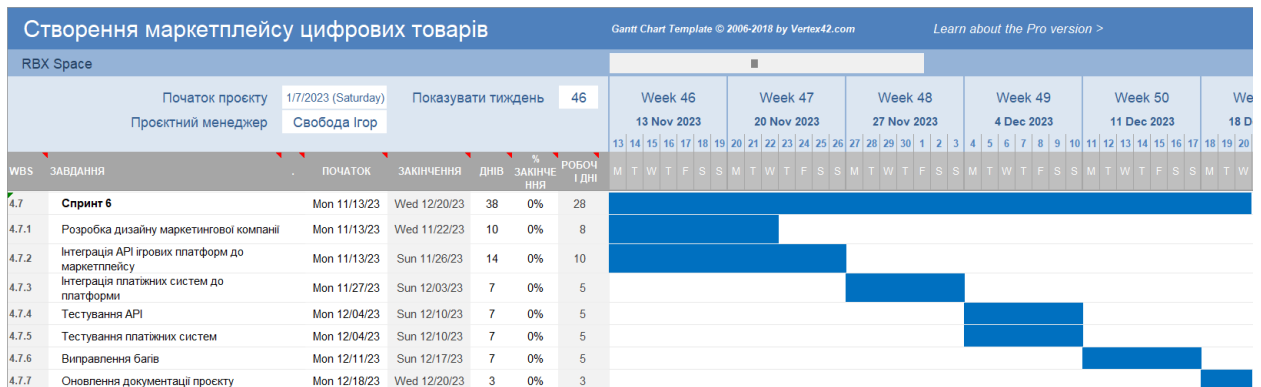 Створення маркетплейсу цифрових товарів Gantt Chart Template © 2006-2018 by Vertex42.com Learn about the Pro version >
RBX Space
Початок проєкту 1/7/2023 (Saturday) Показувати тиждень 46 Week 46 Week 47 Week 48 Week 49 Week 50 We
Проєктний менеджер Свобода Ігор 13 Nov 2023 20 Nov 2023 27 Nov 2023 4 Dec 2023 11 Dec 2023 18 D
13 14 15 16 17 18 19 20 21 22 23 24 25 26 27 28 29 30 1 2 3 4 5 6 7 8 9 10 11 12 13 14 15 16 17 18 19 20
WBS ЗАВДАННЯ . ПОЧАТОК ЗАКІНЧЕННЯ ДНІВ % ЗАКІНЧЕ ННЯ РОБОЧ І ДНІ M T W T F S S M T W T F S S M T W T F S S M T W T F S S M T W T F S S M T W
4.7 Спринт 6 Mon 11/13/23 Wed 12/20/23 38 0% 28
4.7.1 Розробка дизайну маркетингової компанії Mon 11/13/23 Wed 11/22/23 10 0% 8
4.7.2 Інтеграція API ігрових платформ до
маркетплейсу Mon 11/13/23 Sun 11/26/23 14 0% 10
4.7.3 Інтеграція платіжних систем до
платформи Mon 11/27/23 Sun 12/03/23 7 0% 5
4.7.4 Тестування API Mon 12/04/23 Sun 12/10/23 7 0% 5
4.7.5 Тестування платіжних систем Mon 12/04/23 Sun 12/10/23 7 0% 5
4.7.6 Виправлення багів Mon 12/11/23 Sun 12/17/23 7 0% 5
4.7.7 Оновлення документації проєкту Mon 12/18/23 Wed 12/20/23 3 0% 3